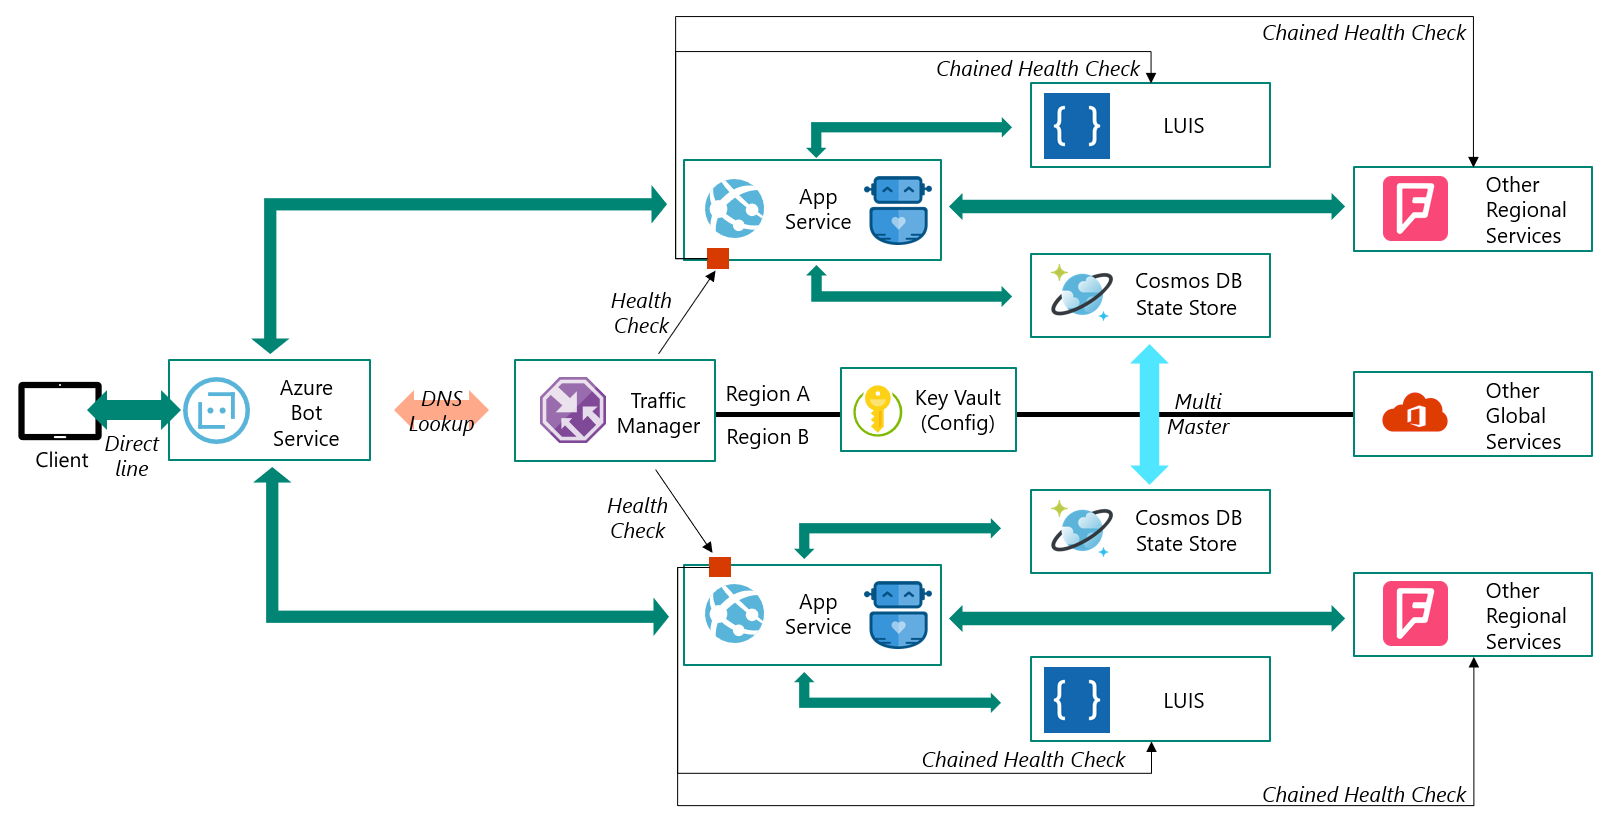 Chained Health Check
Chained Health Check
{ }
LUIS
App
Service
Other
Regional
Services
Health
Check
Cosmos DB
State Store
Client
Direct
line
Azure
Bot
Service
DNS
Lookup
Traffic
Manager
Region A
Region B
Key Vault
(Config)
Multi
Master
Other
Global
Services
Health
Check
Cosmos DB
State Store
App
Service
Other
Regional
Services
{ }
LUIS
Chained Health Check
Chained Health Check